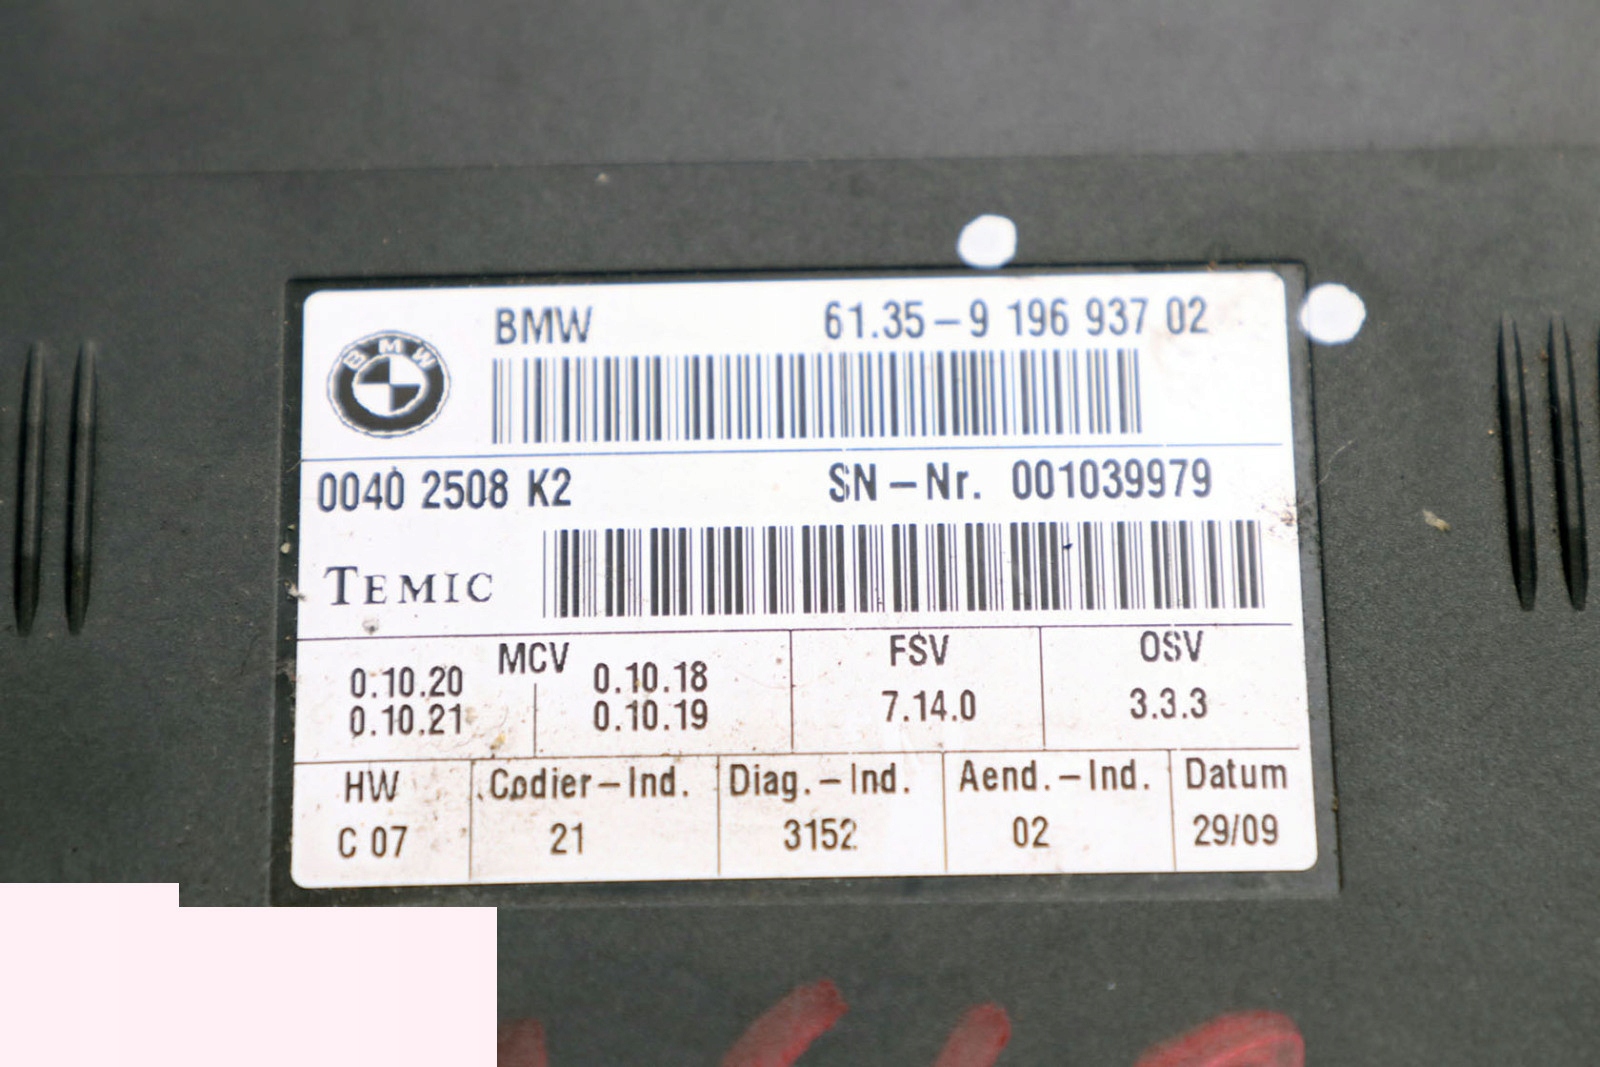 BMW 61.35-9 196 937 02
BMW
0040 2508 K2 SN-Nr. 001039979
TEMIC
MCV FSV OSV
0.10.20 0.10.18 7.14.0 3.3.3
0.10.21 0.10.19
HW Codier-Ind. Diag.-Ind. Aend.-Ind. Datum
C 07 21 3152 02 29/09